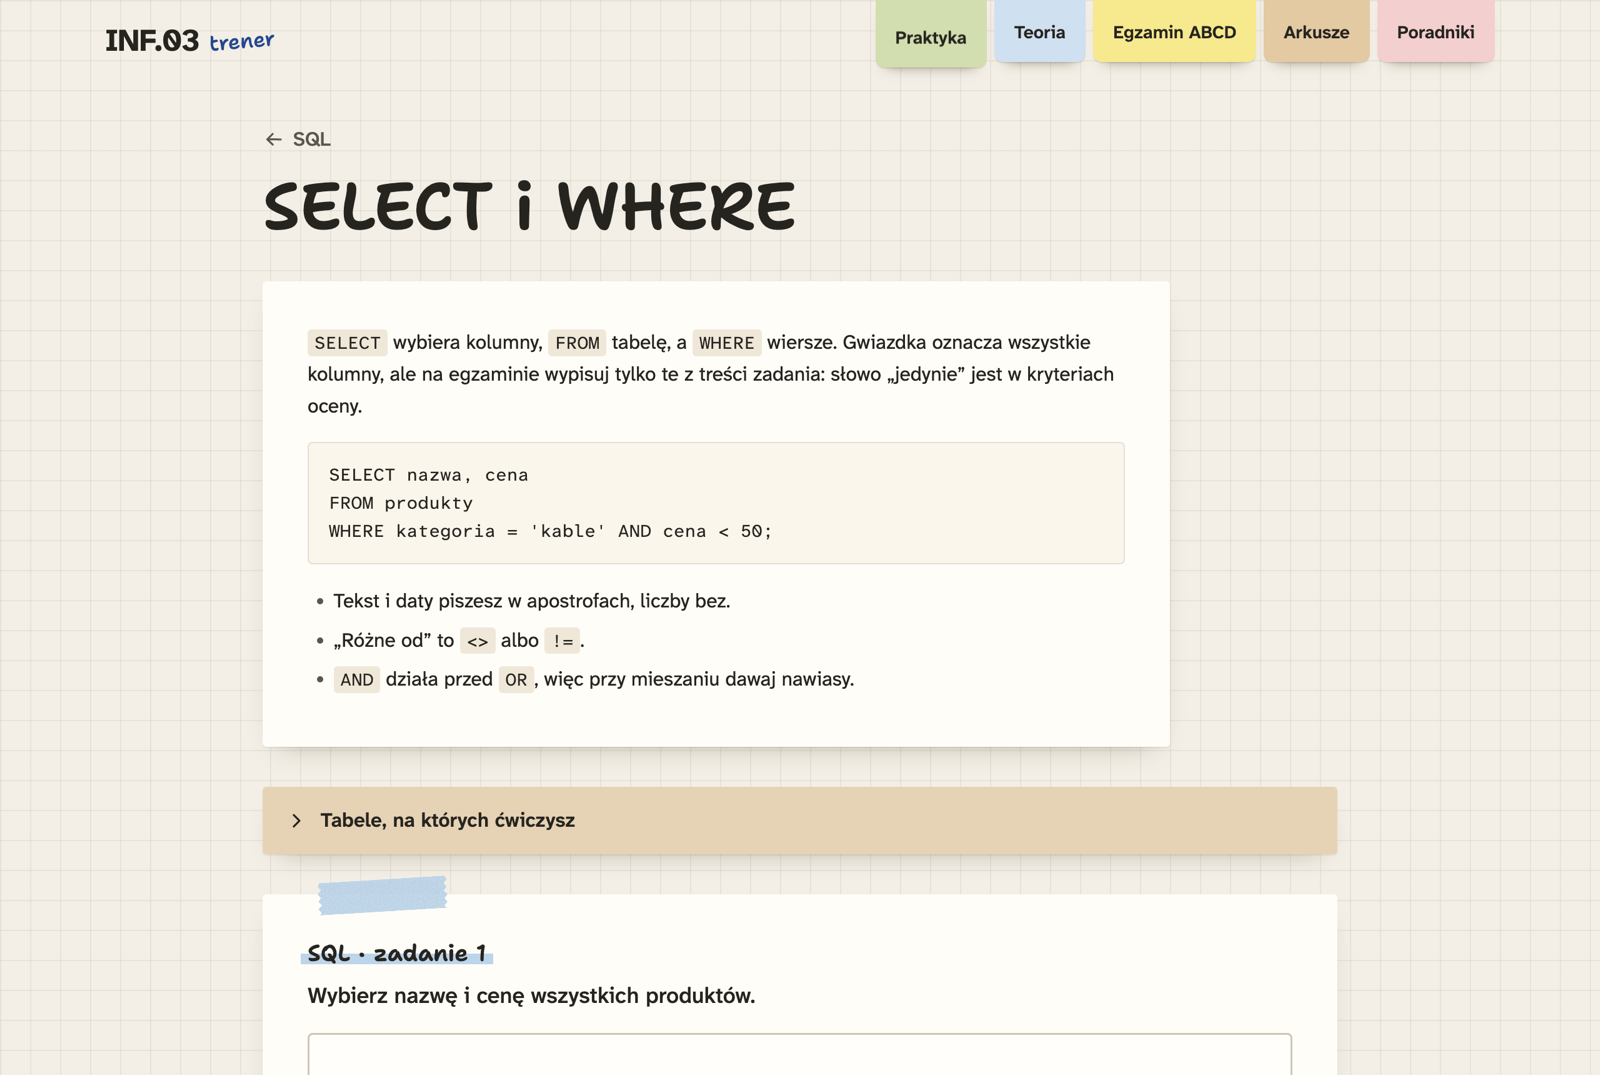 INF.03 trener
Praktyka
Teoria
Egzamin ABCD
Arkusze
Poradniki
← SQL
SELECT i WHERE
SELECT wybiera kolumny, FROM tabelę, a WHERE wiersze. Gwiazdka oznacza wszystkie
kolumny, ale na egzaminie wypisuj tylko te z treści zadania: słowo „jedynie” jest w kryteriach
oceny.
SELECT nazwa, cena
FROM produkty
WHERE kategoria = 'kable' AND cena < 50;
• Tekst i daty piszesz w apostrofach, liczby bez.
• „Różne od” to <> albo !=.
• AND działa przed OR, więc przy mieszaniu dawaj nawiasy.
Tabele, na których ćwiczysz
SQL · zadanie 1
Wybierz nazwę i cenę wszystkich produktów.